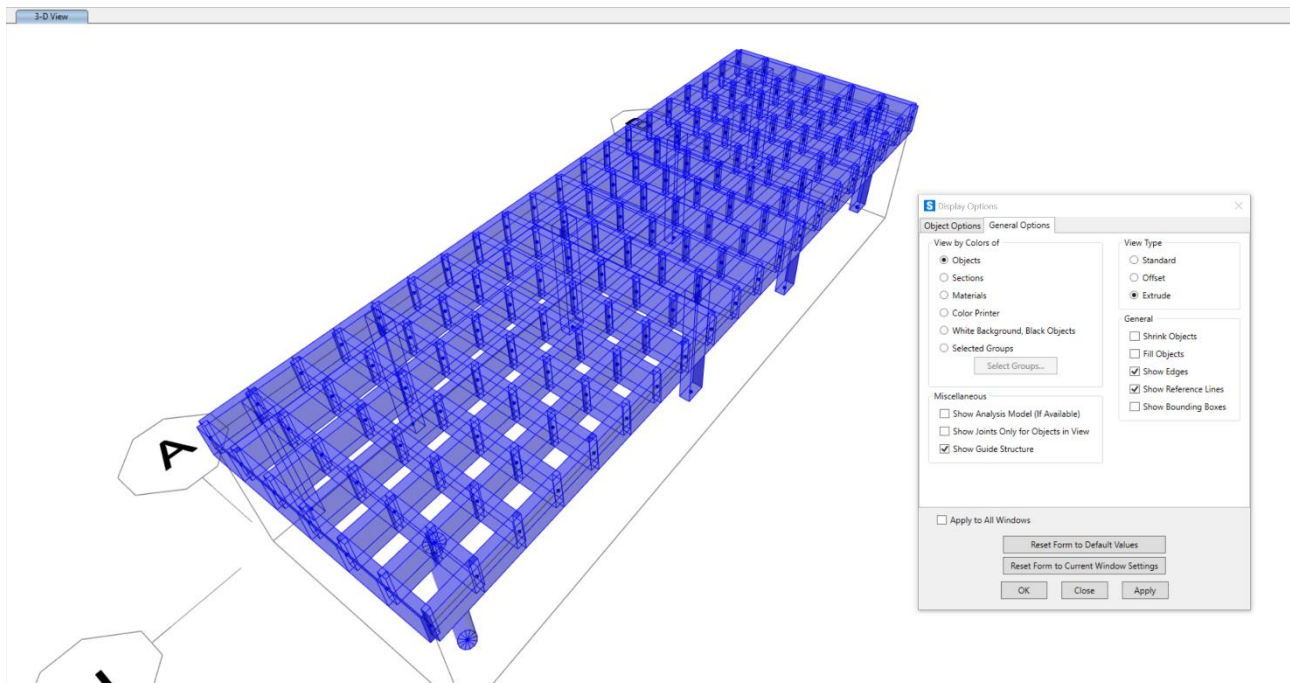 3-D View
A
S Display Options
Object Options General Options
View by Colors of
Objects
Sections
Materials
Color Printer
White Background, Black Objects
Selected Groups
Select Groups...
Miscellaneous
Show Analysis Model (If Available)
Show Joints Only for Objects in View
Show Guide Structure
View Type
Standard
Offset
Extrude
General
Shrink Objects
Fill Objects
Show Edges
Show Reference Lines
Show Bounding Boxes
Apply to All Windows
Reset Form to Default Values
Reset Form to Current Window Settings
OK Close Apply